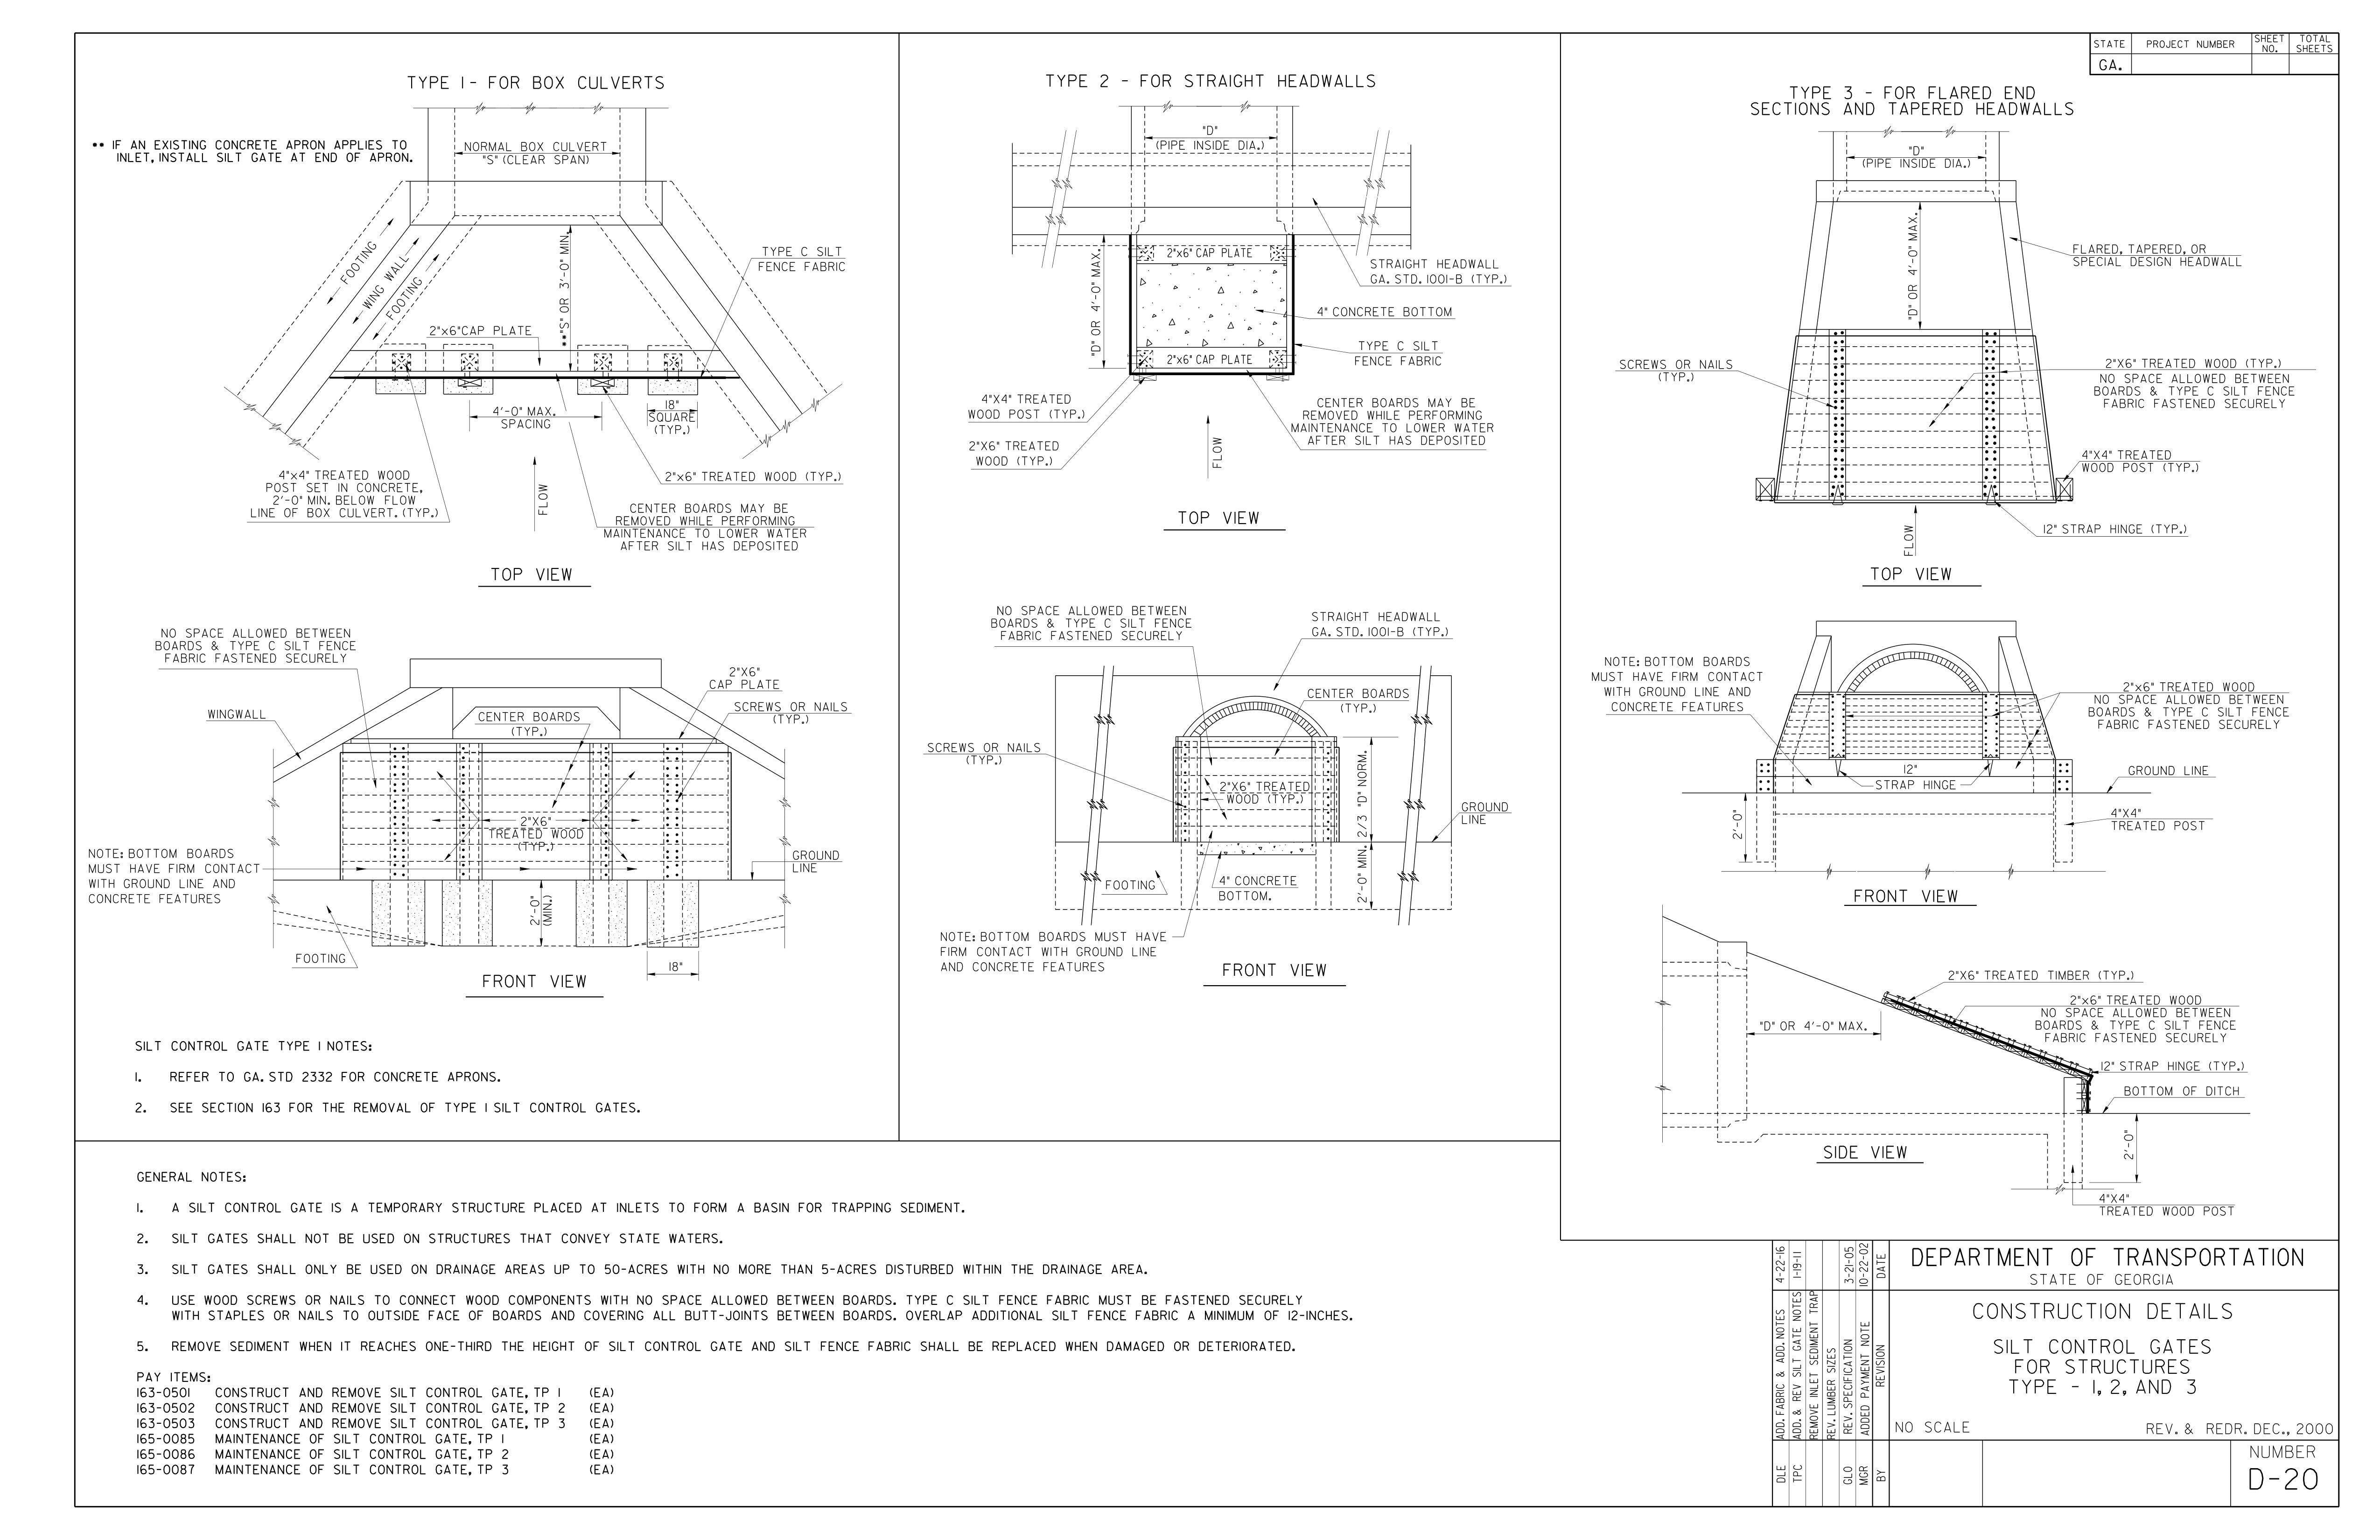 STATE
PROJECT NUMBER
SHEET NO.
TOTAL SHEETS
GA.
TYPE 1- FOR BOX CULVERTS
** IF AN EXISTING CONCRETE APRON APPLIES TO
INLET, INSTALL SILT GATE AT END OF APRON.
NORMAL BOX CULVERT
"S" (CLEAR SPAN)
FOOTING
WING WALL
FOOTING
**"S" OR 3'-0" MIN.
TYPE C SILT
FENCE FABRIC
2"x6"CAP PLATE
4'-0" MAX.
SPACING
18"
SQUARE
(TYP.)
4"x4" TREATED WOOD
POST SET IN CONCRETE,
2'-0" MIN. BELOW FLOW
LINE OF BOX CULVERT. (TYP.)
FLOW
2"x6" TREATED WOOD (TYP.)
CENTER BOARDS MAY BE
REMOVED WHILE PERFORMING
MAINTENANCE TO LOWER WATER
AFTER SILT HAS DEPOSITED
TOP VIEW
NO SPACE ALLOWED BETWEEN
BOARDS & TYPE C SILT FENCE
FABRIC FASTENED SECURELY
2"X6"
CAP PLATE
SCREWS OR NAILS
(TYP.)
WINGWALL
CENTER BOARDS
(TYP.)
2"X6"
TREATED WOOD
(TYP.)
NOTE: BOTTOM BOARDS
MUST HAVE FIRM CONTACT
WITH GROUND LINE AND
CONCRETE FEATURES
GROUND
LINE
2'-0"
(MIN.)
FOOTING
18"
FRONT VIEW
SILT CONTROL GATE TYPE 1 NOTES:
1. REFER TO GA. STD 2332 FOR CONCRETE APRONS.
2. SEE SECTION 163 FOR THE REMOVAL OF TYPE 1 SILT CONTROL GATES.
TYPE 2 - FOR STRAIGHT HEADWALLS
"D"
(PIPE INSIDE DIA.)
2"x6" CAP PLATE
"D" OR 4'-0" MAX.
2"x6" CAP PLATE
STRAIGHT HEADWALL
GA. STD. 1001-B (TYP.)
4" CONCRETE BOTTOM
TYPE C SILT
FENCE FABRIC
4"X4" TREATED
WOOD POST (TYP.)
2"X6" TREATED
WOOD (TYP.)
CENTER BOARDS MAY BE
REMOVED WHILE PERFORMING
MAINTENANCE TO LOWER WATER
AFTER SILT HAS DEPOSITED
FLOW
TOP VIEW
NO SPACE ALLOWED BETWEEN
BOARDS & TYPE C SILT FENCE
FABRIC FASTENED SECURELY
STRAIGHT HEADWALL
GA. STD. 1001-B (TYP.)
CENTER BOARDS
(TYP.)
SCREWS OR NAILS
(TYP.)
2"X6" TREATED
WOOD (TYP.)
2/3 "D" NORM.
2'-0" MIN.
GROUND
LINE
FOOTING
4" CONCRETE
BOTTOM.
NOTE: BOTTOM BOARDS MUST HAVE
FIRM CONTACT WITH GROUND LINE
AND CONCRETE FEATURES
FRONT VIEW
TYPE 3 - FOR FLARED END
SECTIONS AND TAPERED HEADWALLS
"D"
(PIPE INSIDE DIA.)
"D" OR 4'-0" MAX.
FLARED, TAPERED, OR
SPECIAL DESIGN HEADWALL
SCREWS OR NAILS
(TYP.)
2"X6" TREATED WOOD (TYP.)
NO SPACE ALLOWED BETWEEN
BOARDS & TYPE C SILT FENCE
FABRIC FASTENED SECURELY
4"X4" TREATED
WOOD POST (TYP.)
12" STRAP HINGE (TYP.)
FLOW
TOP VIEW
NOTE: BOTTOM BOARDS
MUST HAVE FIRM CONTACT
WITH GROUND LINE AND
CONCRETE FEATURES
2"x6" TREATED WOOD
NO SPACE ALLOWED BETWEEN
BOARDS & TYPE C SILT FENCE
FABRIC FASTENED SECURELY
12"
STRAP HINGE
GROUND LINE
2'-0"
4"X4"
TREATED POST
FRONT VIEW
2"X6" TREATED TIMBER (TYP.)
2"x6" TREATED WOOD
NO SPACE ALLOWED BETWEEN
BOARDS & TYPE C SILT FENCE
FABRIC FASTENED SECURELY
"D" OR 4'-0" MAX.
12" STRAP HINGE (TYP.)
BOTTOM OF DITCH
2'-0"
SIDE VIEW
4"X4"
TREATED WOOD POST
GENERAL NOTES:
1. A SILT CONTROL GATE IS A TEMPORARY STRUCTURE PLACED AT INLETS TO FORM A BASIN FOR TRAPPING SEDIMENT.
2. SILT GATES SHALL NOT BE USED ON STRUCTURES THAT CONVEY STATE WATERS.
3. SILT GATES SHALL ONLY BE USED ON DRAINAGE AREAS UP TO 50-ACRES WITH NO MORE THAN 5-ACRES DISTURBED WITHIN THE DRAINAGE AREA.
4. USE WOOD SCREWS OR NAILS TO CONNECT WOOD COMPONENTS WITH NO SPACE ALLOWED BETWEEN BOARDS. TYPE C SILT FENCE FABRIC MUST BE FASTENED SECURELY
WITH STAPLES OR NAILS TO OUTSIDE FACE OF BOARDS AND COVERING ALL BUTT-JOINTS BETWEEN BOARDS. OVERLAP ADDITIONAL SILT FENCE FABRIC A MINIMUM OF 12-INCHES.
5. REMOVE SEDIMENT WHEN IT REACHES ONE-THIRD THE HEIGHT OF SILT CONTROL GATE AND SILT FENCE FABRIC SHALL BE REPLACED WHEN DAMAGED OR DETERIORATED.
PAY ITEMS:
163-0501 CONSTRUCT AND REMOVE SILT CONTROL GATE, TP 1 (EA)
163-0502 CONSTRUCT AND REMOVE SILT CONTROL GATE, TP 2 (EA)
163-0503 CONSTRUCT AND REMOVE SILT CONTROL GATE, TP 3 (EA)
165-0085 MAINTENANCE OF SILT CONTROL GATE, TP 1 (EA)
165-0086 MAINTENANCE OF SILT CONTROL GATE, TP 2 (EA)
165-0087 MAINTENANCE OF SILT CONTROL GATE, TP 3 (EA)
DLE ADD. FABRIC & ADD. NOTES 4-22-16
TPC ADD. & REV SILT GATE NOTES 1-19-11
REMOVE INLET SEDIMENT TRAP
REV. LUMBER SIZES
GLO REV. SPECIFICATION 3-21-05
MGR ADDED PAYMENT NOTE 10-22-02
BY REVISION DATE
DEPARTMENT OF TRANSPORTATION
STATE OF GEORGIA
CONSTRUCTION DETAILS
SILT CONTROL GATES
FOR STRUCTURES
TYPE - 1, 2, AND 3
NO SCALE
REV. & REDR. DEC., 2000
NUMBER
D-20